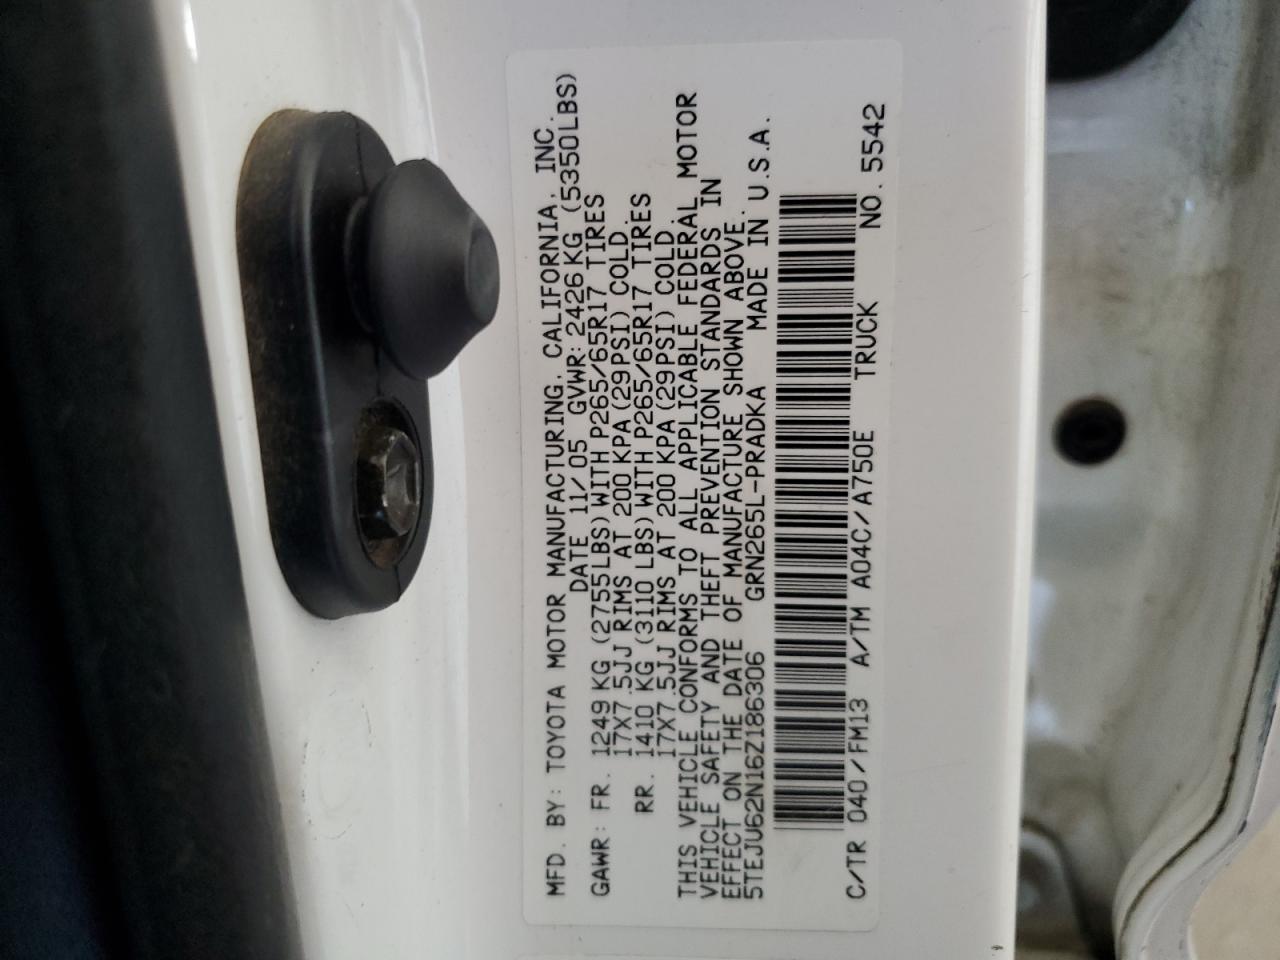 MFD. BY: TOYOTA MOTOR MANUFACTURING, CALIFORNIA, INC.
DATE 11/05 GVWR: 2426 KG (5350LBS)
GAWR: FR. 1249 KG (2755LBS) WITH P265/65R17 TIRES
17X7.5JJ RIMS AT 200 KPA (29PSI) COLD.
RR. 1410 KG (3110 LBS) WITH P265/65R17 TIRES
17X7.5JJ RIMS AT 200 KPA (29PSI) COLD.
THIS VEHICLE CONFORMS TO ALL APPLICABLE FEDERAL MOTOR
VEHICLE SAFETY AND THEFT PREVENTION STANDARDS IN
EFFECT ON THE DATE OF MANUFACTURE SHOWN ABOVE.
5TEJU62N16Z186306 GRN265L-PRADKA MADE IN U.S.A.
C/TR 040/FM13 A/TM A04C/A750E TRUCK NO. 5542